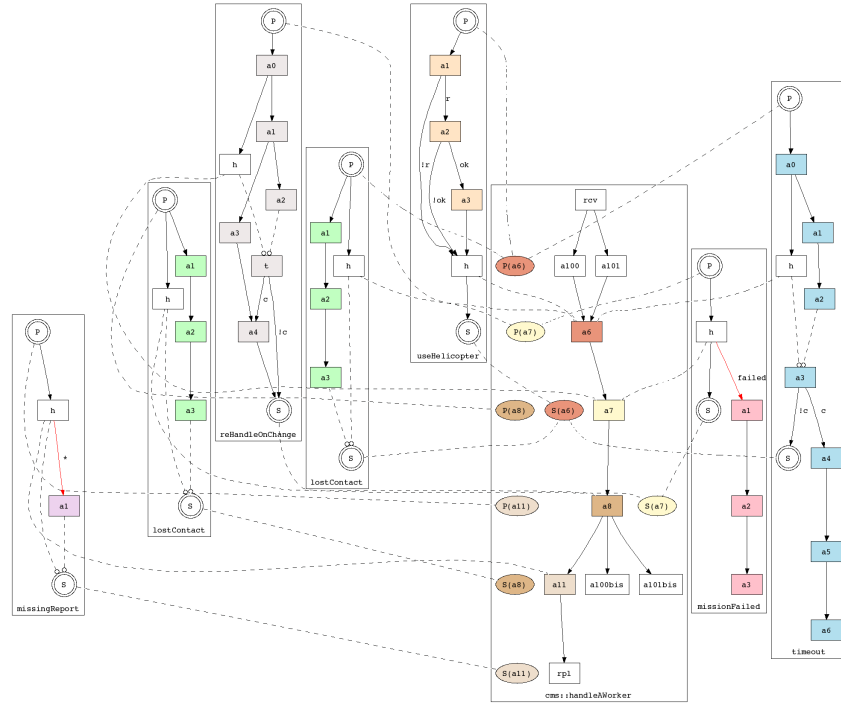 P
a0
a1
h
a2
a3
t
c
a4
!c
S
reHandleOnChange
P
a1
r
a2
!r
!ok
ok
a3
h
S
useHelicopter
P
a0
a1
h
a2
a3
!c
c
S
a4
a5
a6
timeout
P
a1
h
a2
a3
S
lostContact
P
a1
h
a2
a3
S
lostContact
rcv
P(a6)
a100
a101
P(a7)
a6
P(a8)
S(a6)
a7
P(a11)
a8
S(a7)
S(a8)
a11
a100bis
a101bis
S(a11)
rpl
cms::handleAWorker
P
h
failed
S
a1
a2
a3
missionFailed
P
h
*
a1
S
missingReport